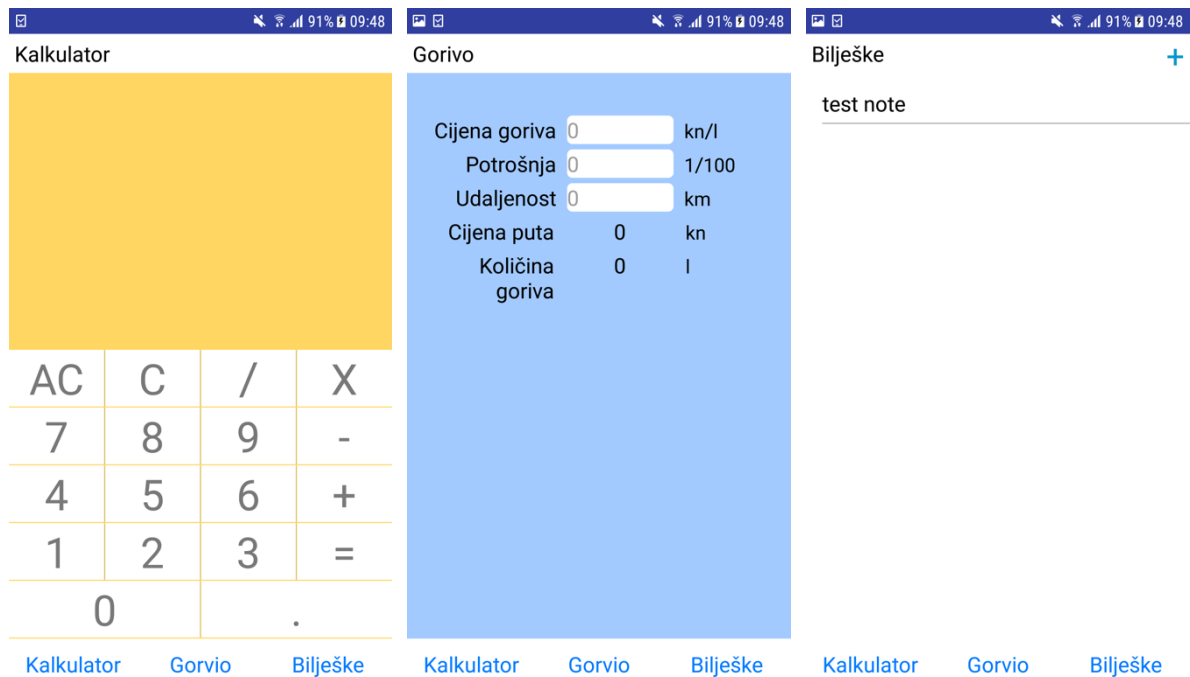 91% 09:48
Kalkulator
AC C / X
7 8 9 -
4 5 6 +
1 2 3 =
0 .
Kalkulator Gorvio Bilješke
91% 09:48
Gorivo
Cijena goriva 0 kn/l
Potrošnja 0 1/100
Udaljenost 0 km
Cijena puta 0 kn
Količina 0 l
goriva
Kalkulator Gorvio Bilješke
91% 09:48
Bilješke +
test note
Kalkulator Gorvio Bilješke